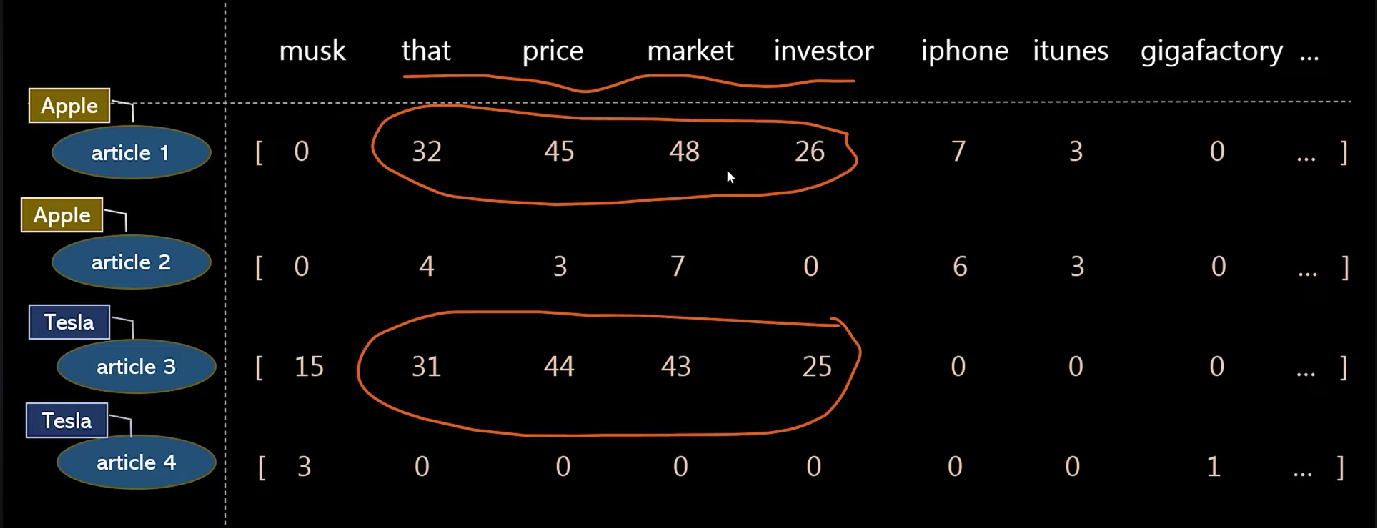 musk that price market investor iphone itunes gigafactory ...
Apple
article 1 [ 0 32 45 48 26 7 3 0 ... ]
Apple
article 2 [ 0 4 3 7 0 6 3 0 ... ]
Tesla
article 3 [ 15 31 44 43 25 0 0 0 ... ]
Tesla
article 4 [ 3 0 0 0 0 0 0 1 ... ]